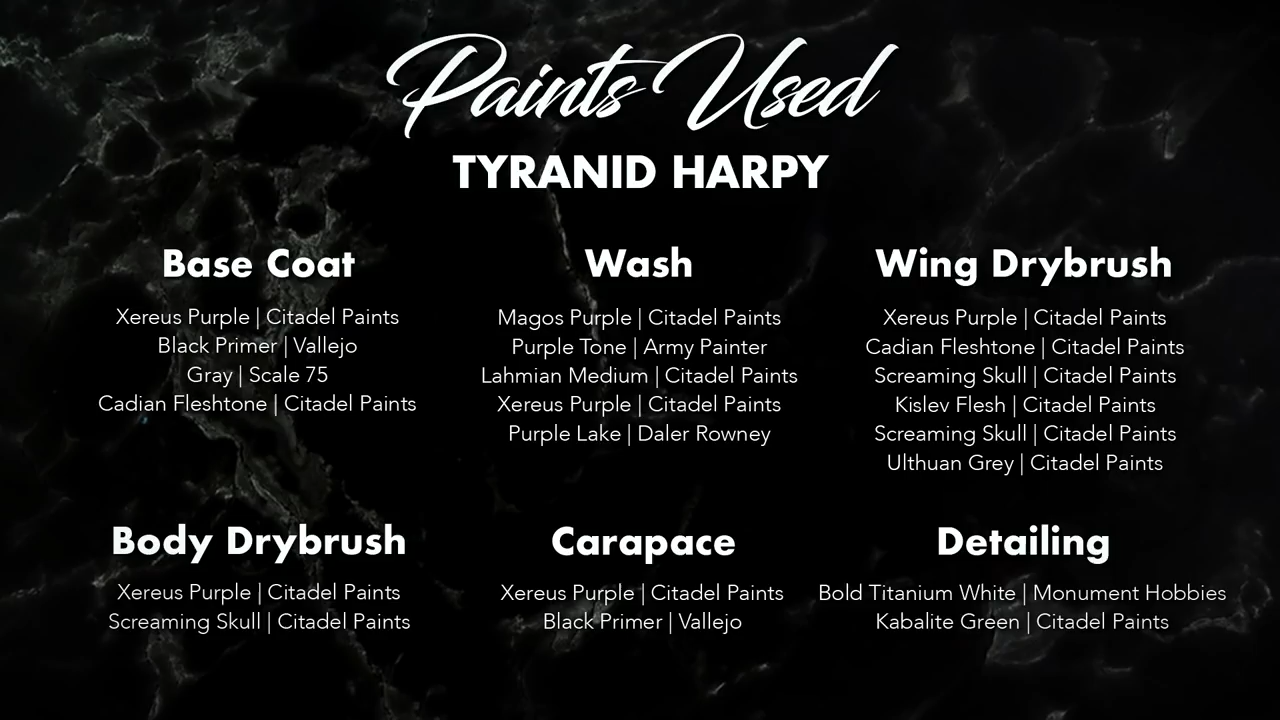 Paints Used
TYRANID HARPY
Base Coat
Xereus Purple | Citadel Paints
Black Primer | Vallejo
Gray | Scale 75
Cadian Fleshtone | Citadel Paints
Wash
Magos Purple | Citadel Paints
Purple Tone | Army Painter
Lahmian Medium | Citadel Paints
Xereus Purple | Citadel Paints
Purple Lake | Daler Rowney
Wing Drybrush
Xereus Purple | Citadel Paints
Cadian Fleshtone | Citadel Paints
Screaming Skull | Citadel Paints
Kislev Flesh | Citadel Paints
Screaming Skull | Citadel Paints
Ulthuan Grey | Citadel Paints
Body Drybrush
Xereus Purple | Citadel Paints
Screaming Skull | Citadel Paints
Carapace
Xereus Purple | Citadel Paints
Black Primer | Vallejo
Detailing
Bold Titanium White | Monument Hobbies
Kabalite Green | Citadel Paints